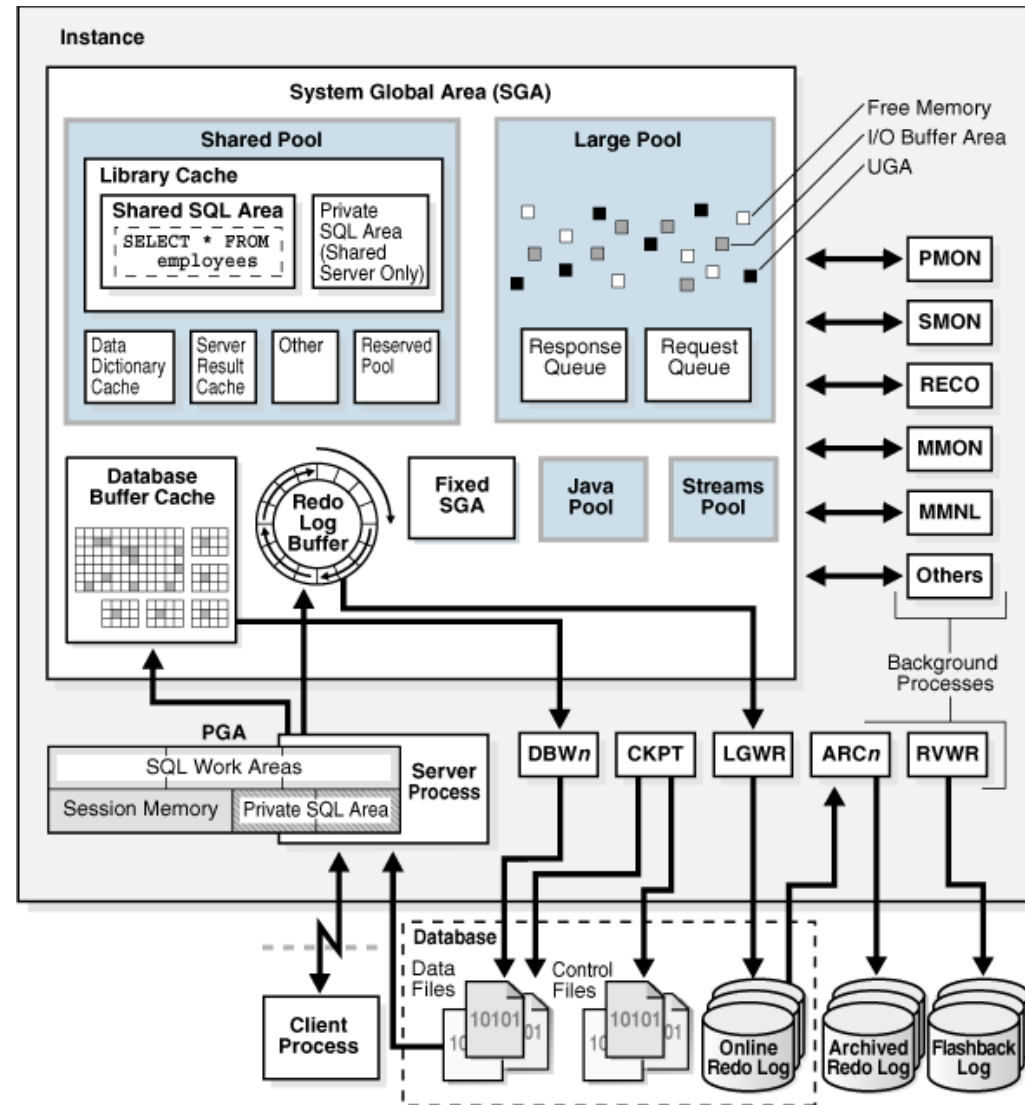 Instance
System Global Area (SGA)
Shared Pool
Library Cache
Shared SQL Area
SELECT * FROM
employees
Private
SQL Area
(Shared
Server Only)
Data
Dictionary
Cache
Server
Result
Cache
Other
Reserved
Pool
Large Pool
Response
Queue
Request
Queue
Free Memory
I/O Buffer Area
UGA
Database
Buffer Cache
Redo
Log
Buffer
Fixed
SGA
Java
Pool
Streams
Pool
PMON
SMON
RECO
MMON
MMNL
Others
Background
Processes
PGA
SQL Work Areas
Session Memory
Private SQL Area
Server
Process
DBWn
CKPT
LGWR
ARCn
RVWR
Client
Process
Database
Data
Files
10101
10
01
Control
Files
10101
10
01
Online
Redo Log
Archived
Redo Log
Flashback
Log